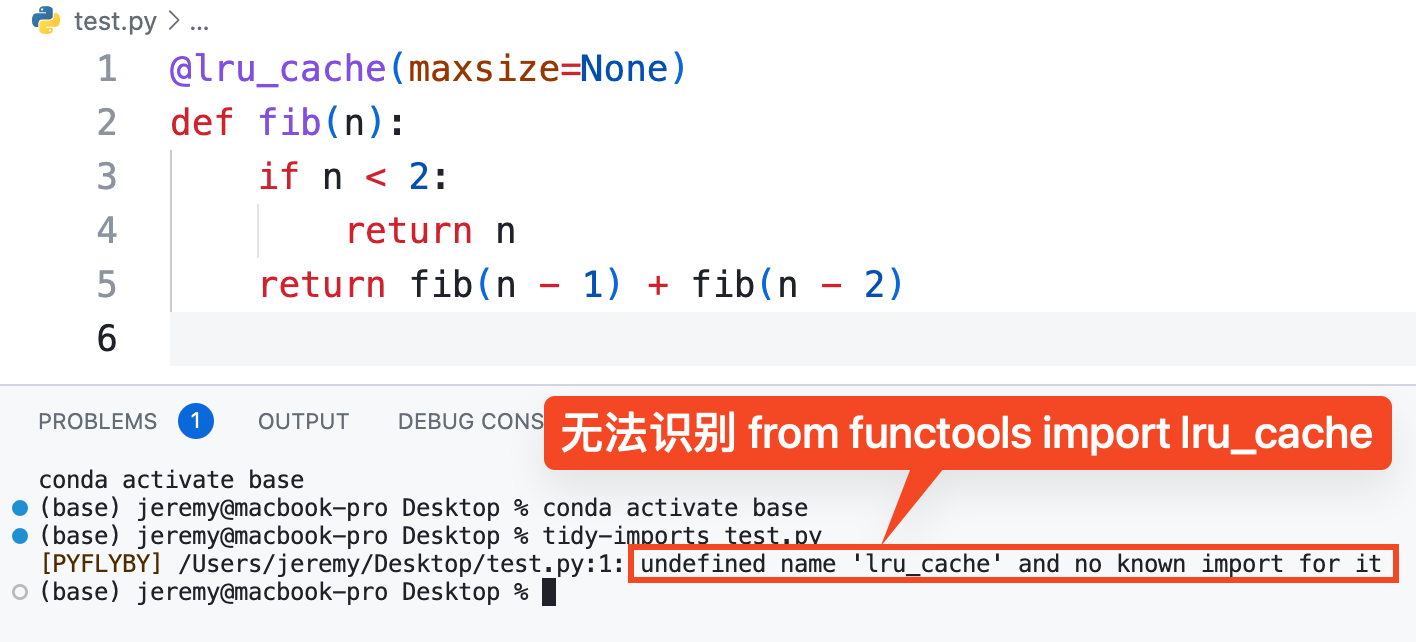 test.py > ...
1 @lru_cache(maxsize=None)
2 def fib(n):
3     if n < 2:
4         return n
5     return fib(n - 1) + fib(n - 2)
6
PROBLEMS 1 OUTPUT DEBUG CONS
无法识别 from functools import lru_cache
conda activate base
(base) jeremy@macbook-pro Desktop % conda activate base
(base) jeremy@macbook-pro Desktop % tidy-imports test.py
[PYFLYBY] /Users/jeremy/Desktop/test.py:1: undefined name 'lru_cache' and no known import for it
(base) jeremy@macbook-pro Desktop %